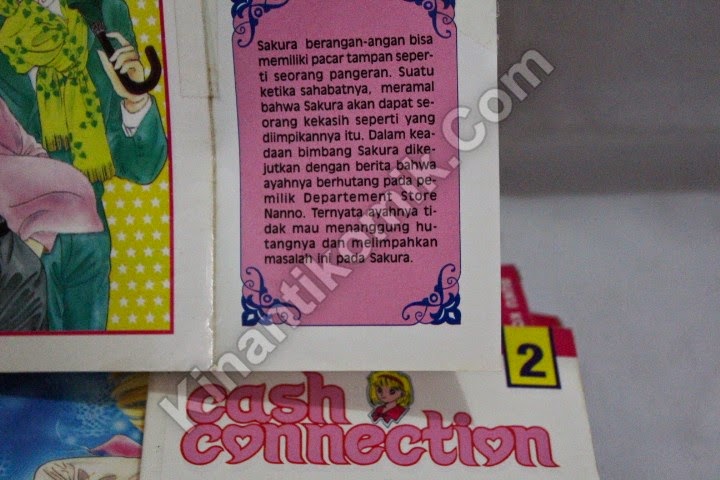 Sakura berangan-angan bisa
memiliki pacar tampan seper-
ti seorang pangeran. Suatu
ketika sahabatnya, meramal
bahwa Sakura akan dapat se-
orang kekasih seperti yang
diimpikannya itu. Dalam kea-
daan bimbang Sakura dike-
jutkan dengan berita bahwa
ayahnya berhutang pada pe-
milik Departement Store
Nanno. Ternyata ayahnya ti-
dak mau menanggung hu-
tangnya dan melimpahkan
masalah ini pada Sakura.
Kinantikomik.Com
2
cash
connection